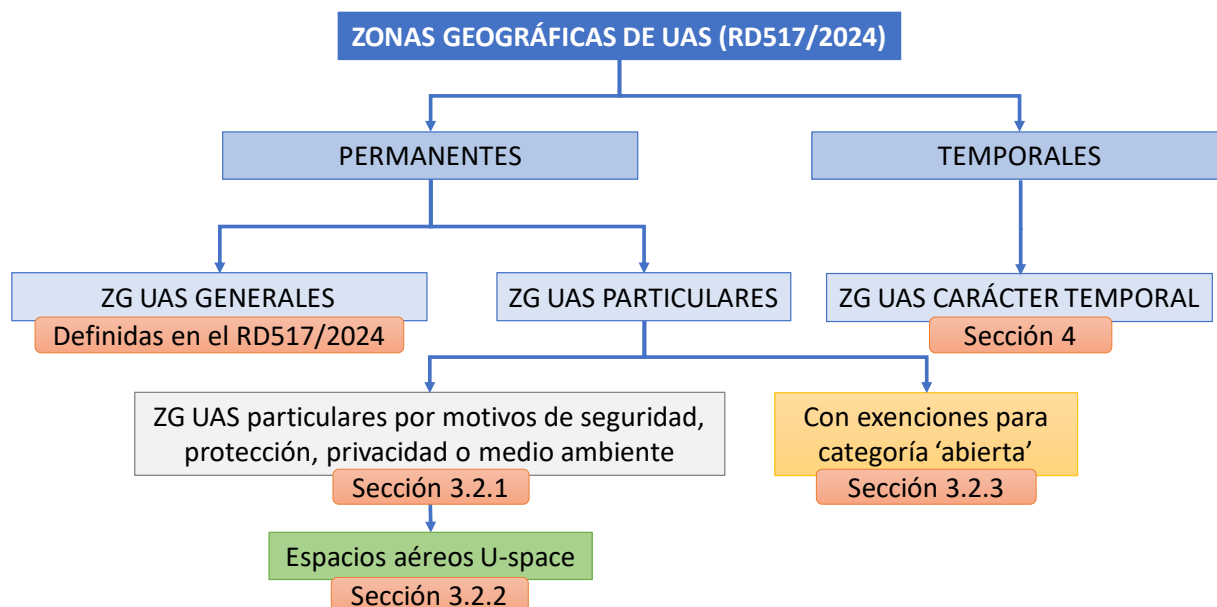 ZONAS GEOGRÁFICAS DE UAS (RD517/2024)
PERMANENTES
TEMPORALES
ZG UAS GENERALES
Definidas en el RD517/2024
ZG UAS PARTICULARES
ZG UAS CARÁCTER TEMPORAL
Sección 4
ZG UAS particulares por motivos de seguridad,
protección, privacidad o medio ambiente
Sección 3.2.1
Con exenciones para
categoría ‘abierta’
Sección 3.2.3
Espacios aéreos U-space
Sección 3.2.2